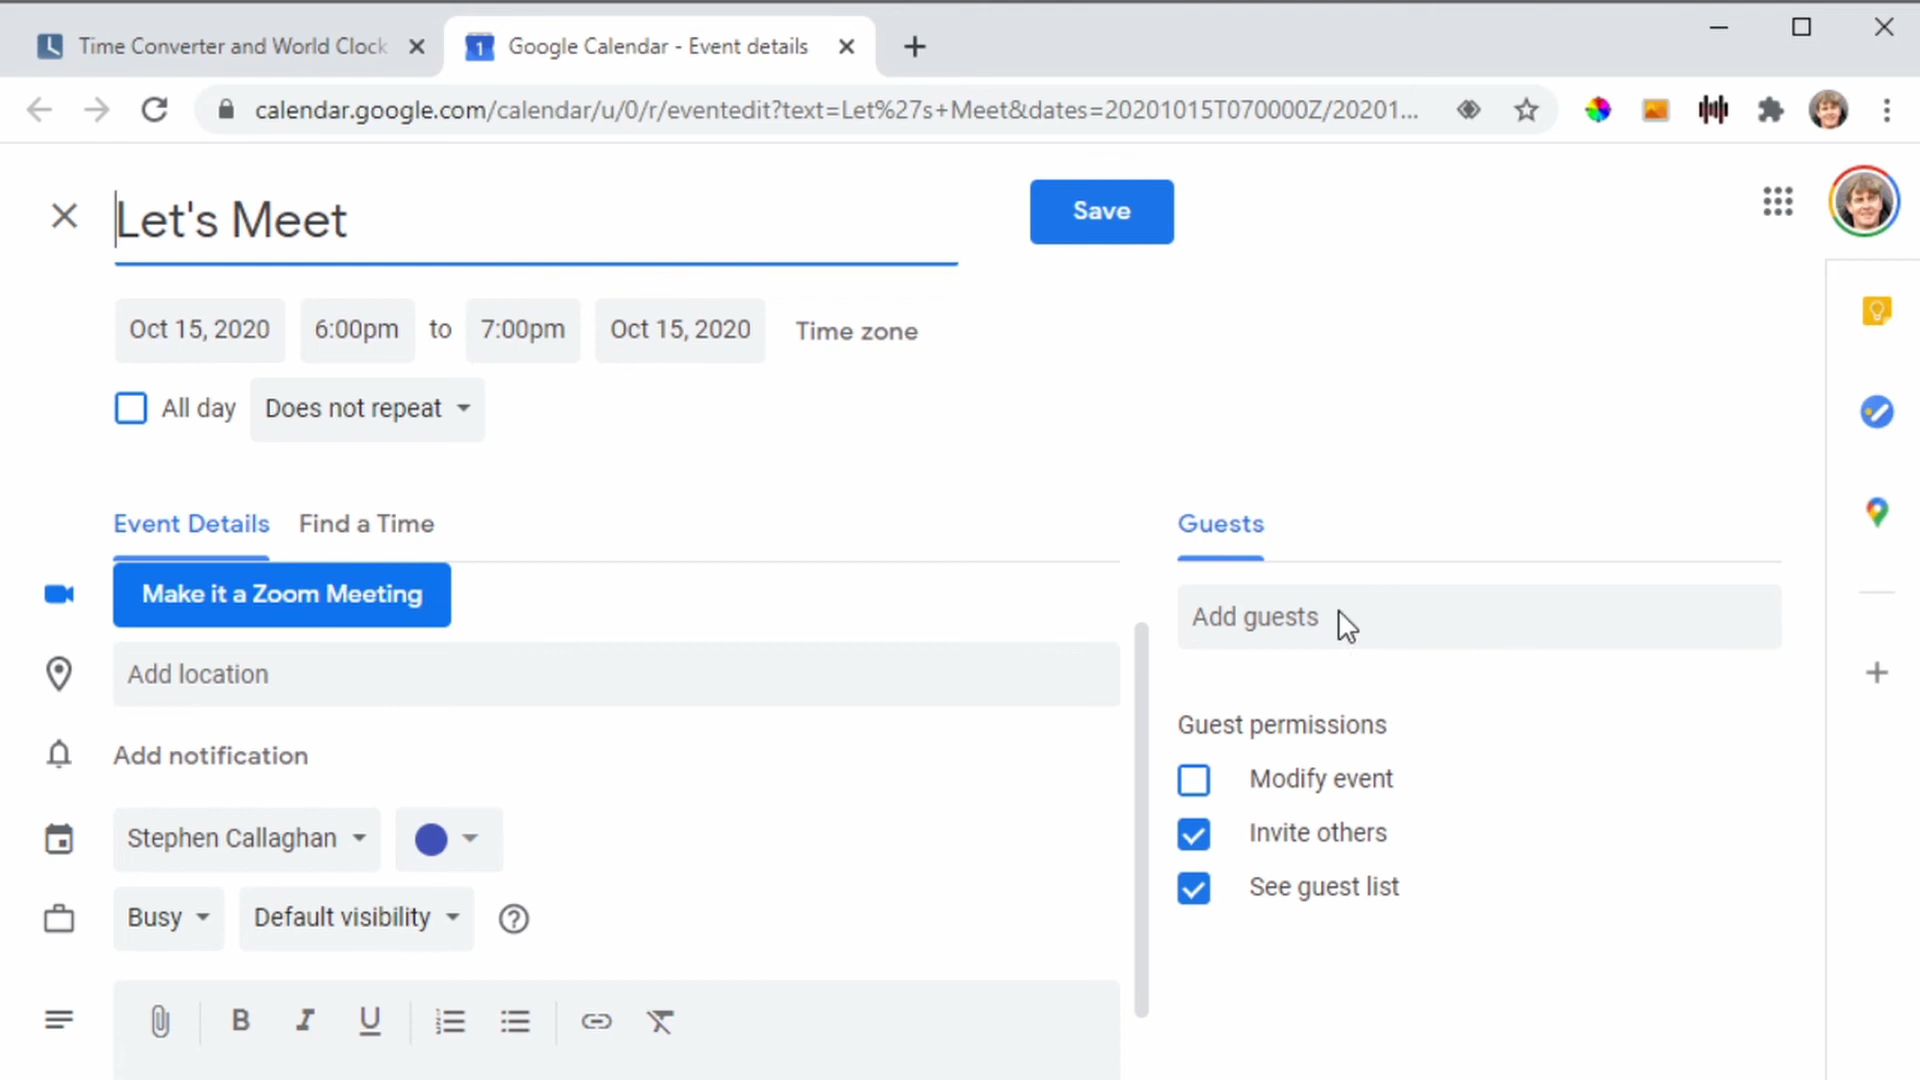 Time Converter and World Clock
1
Google Calendar - Event details
calendar.google.com/calendar/u/0/r/eventedit?text=Let%27s+Meet&dates=20201015T070000Z/20201...
Let's Meet
Save
Oct 15, 2020
6:00pm
to
7:00pm
Oct 15, 2020
Time zone
All day
Does not repeat
Event Details
Find a Time
Guests
Make it a Zoom Meeting
Add guests
Add location
Guest permissions
Add notification
Modify event
Invite others
Stephen Callaghan
See guest list
Busy
Default visibility
B I U